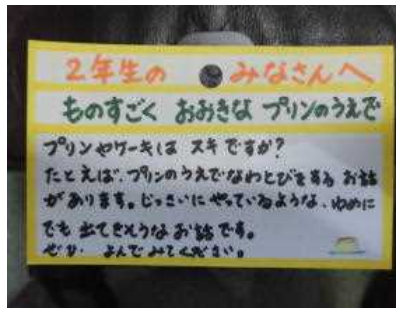 2年生の みなさんへ
ものすごく おおきな プリンのうえで
プリンやケーキは スキですか?
たとえば、プリンのうえでなわとびをする お話
があります。じっさいにやっているような、ゆめに
でも 出てきそうな お話です。
ぜひ よんでみてください。